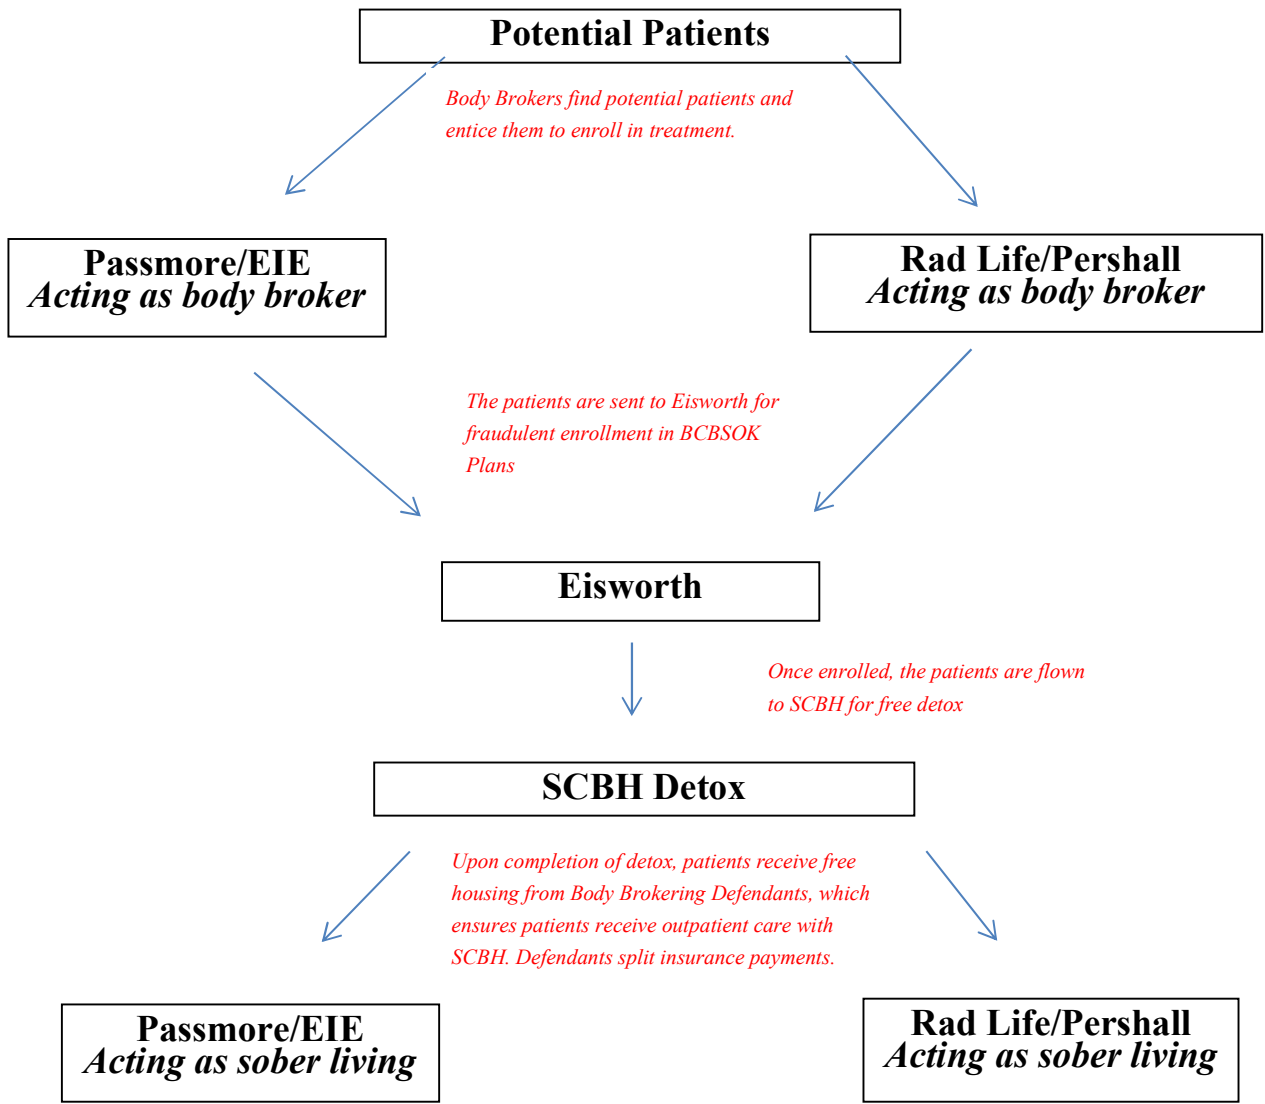 Potential Patients
Body Brokers find potential patients and
entice them to enroll in treatment.
Passmore/EIE
Acting as body broker
Rad Life/Pershall
Acting as body broker
The patients are sent to Eisworth for
fraudulent enrollment in BCBSOK
Plans
Eisworth
Once enrolled, the patients are flown
to SCBH for free detox
SCBH Detox
Upon completion of detox, patients receive free
housing from Body Brokering Defendants, which
ensures patients receive outpatient care with
SCBH. Defendants split insurance payments.
Passmore/EIE
Acting as sober living
Rad Life/Pershall
Acting as sober living